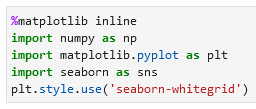 %matplotlib inline
import numpy as np
import matplotlib.pyplot as plt
import seaborn as sns
plt.style.use('seaborn-whitegrid')